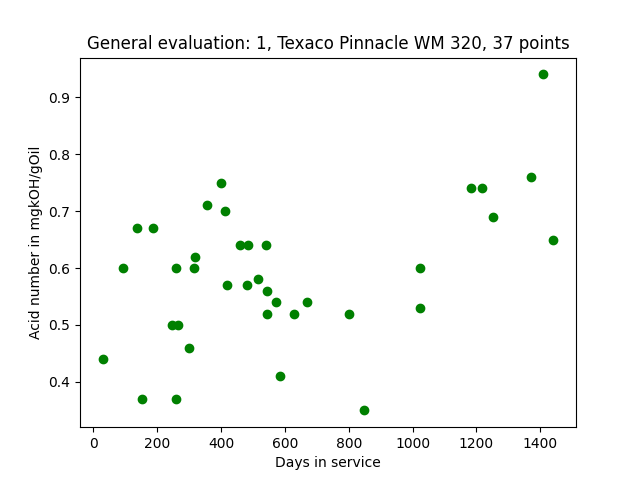 General evaluation: 1, Texaco Pinnacle WM 320, 37 points
0.9
0.8
0.7
0.6
0.5
0.4
Acid number in mgkOH/gOil
0 200 400 600 800 1000 1200 1400
Days in service